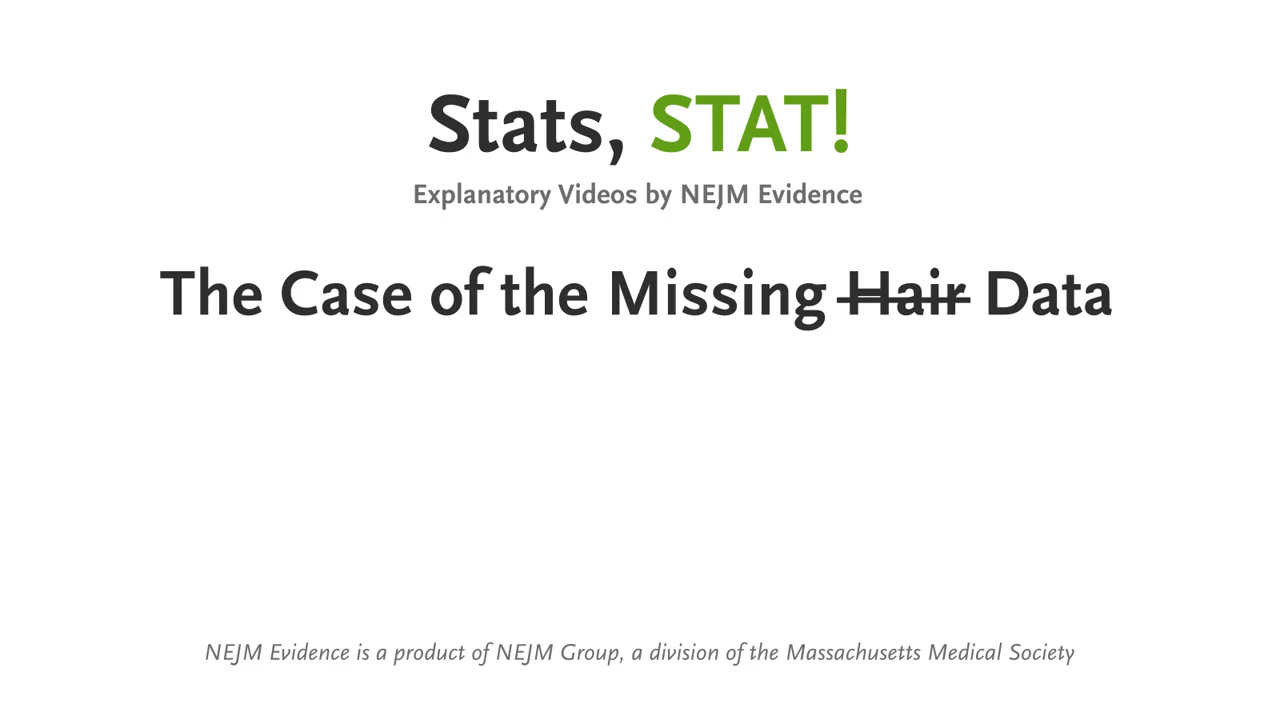 Stats, STAT!
Explanatory Videos by NEJM Evidence
The Case of the Missing Hair Data
NEJM Evidence is a product of NEJM Group, a division of the Massachusetts Medical Society